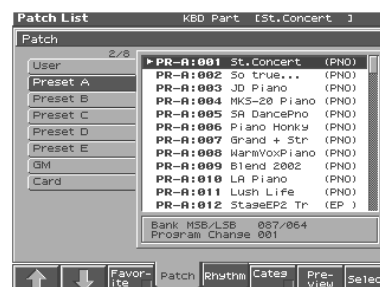 Patch List KBD Part [St.Concert ]
Patch
2/8
User
Preset A
Preset B
Preset C
Preset D
Preset E
GM
Card
PR-A:001 St.Concert (PNO)
PR-A:002 So true... (PNO)
PR-A:003 JD Piano (PNO)
PR-A:004 MKS-20 Piano (PNO)
PR-A:005 SA DancePno (PNO)
PR-A:006 Piano Honky (PNO)
PR-A:007 Grand + Str (PNO)
PR-A:008 WarmVoxPiano (PNO)
PR-A:009 Blend 2002 (PNO)
PR-A:010 LA Piano (PNO)
PR-A:011 Lush Life (PNO)
PR-A:012 StageEP2 Tr (EP )
Bank MSB/LSB 087/064
Program Change 001
Favor-ite Patch Rhythm Categ Pre-view Selec